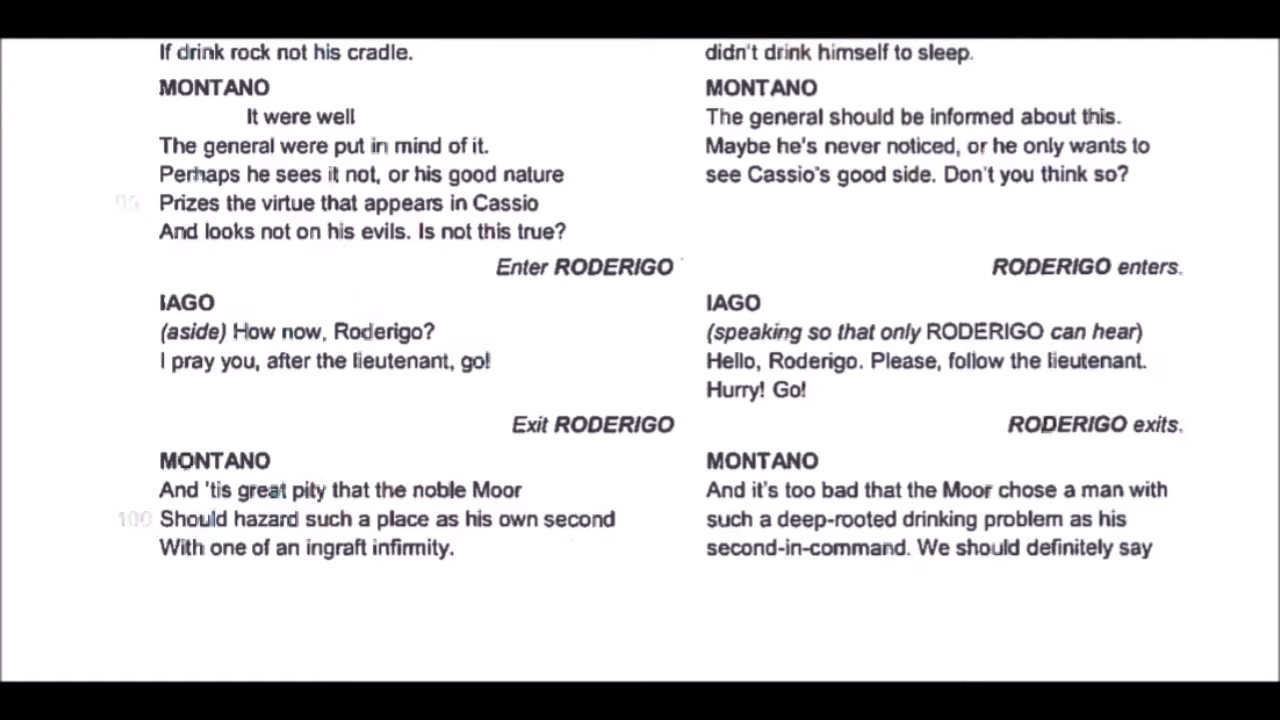 If drink rock not his cradle.
MONTANO
It were well
The general were put in mind of it.
Perhaps he sees it not, or his good nature
95 Prizes the virtue that appears in Cassio
And looks not on his evils. Is not this true?
Enter RODERIGO
IAGO
(aside) How now, Roderigo?
I pray you, after the lieutenant, go!
Exit RODERIGO
MONTANO
And 'tis great pity that the noble Moor
100 Should hazard such a place as his own second
With one of an ingraft infirmity.
didn't drink himself to sleep.
MONTANO
The general should be informed about this.
Maybe he's never noticed, or he only wants to
see Cassio's good side. Don't you think so?
RODERIGO enters.
IAGO
(speaking so that only RODERIGO can hear)
Hello, Roderigo. Please, follow the lieutenant.
Hurry! Go!
RODERIGO exits.
MONTANO
And it's too bad that the Moor chose a man with
such a deep-rooted drinking problem as his
second-in-command. We should definitely say